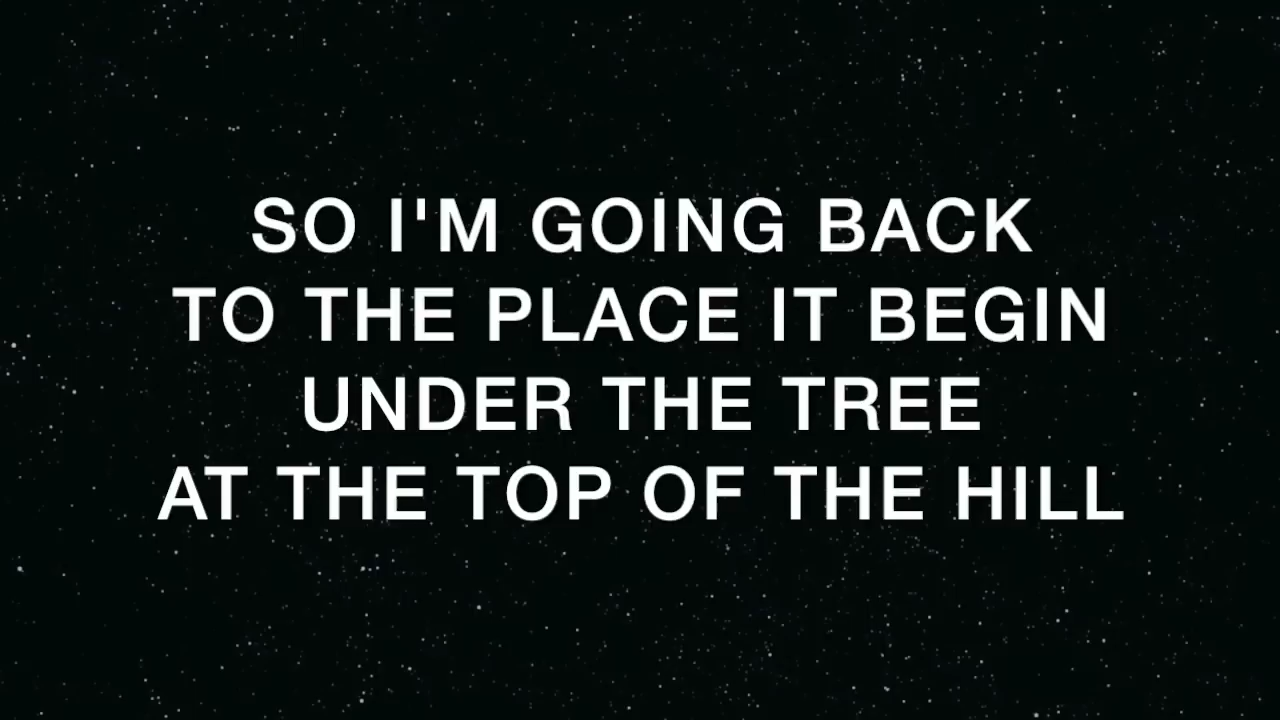 SO I'M GOING BACK
TO THE PLACE IT BEGIN
UNDER THE TREE
AT THE TOP OF THE HILL